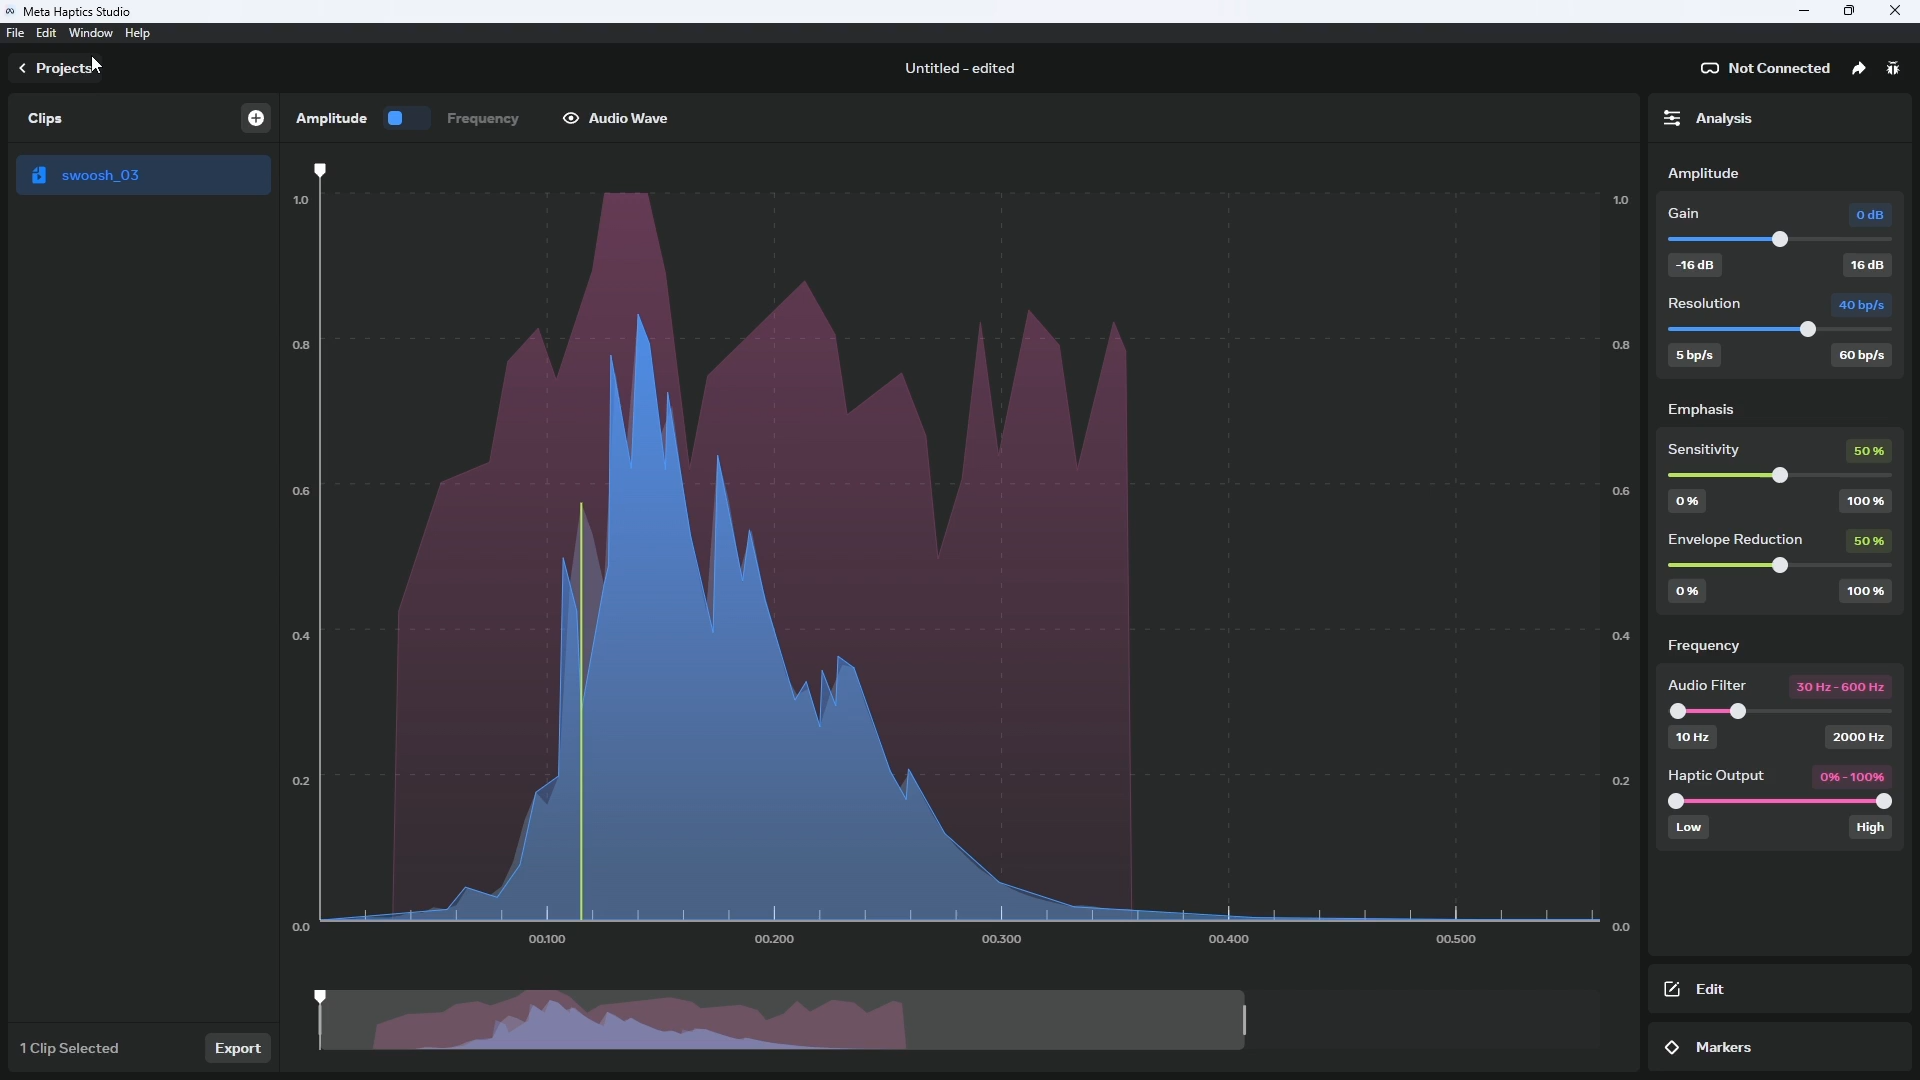 Meta Haptics Studio
File Edit Window Help
Projects
Untitled - edited
Not Connected
Clips
Amplitude
Frequency
Audio Wave
Analysis
swoosh_03
Amplitude
Gain
0 dB
-16 dB
16 dB
Resolution
40 bp/s
5 bp/s
60 bp/s
Emphasis
Sensitivity
50 %
0 %
100 %
Envelope Reduction
50 %
0 %
100 %
Frequency
Audio Filter
30 Hz - 600 Hz
10 Hz
2000 Hz
Haptic Output
0% - 100%
Low
High
1.0
0.8
0.6
0.4
0.2
0.0
1.0
0.8
0.6
0.4
0.2
0.0
00.100
00.200
00.300
00.400
00.500
Edit
Markers
1 Clip Selected
Export